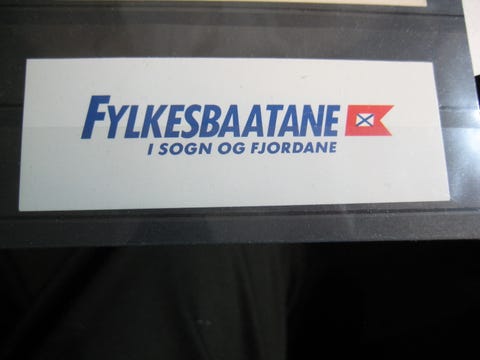 FYLKESBAATANE
I SOGN OG FJORDANE